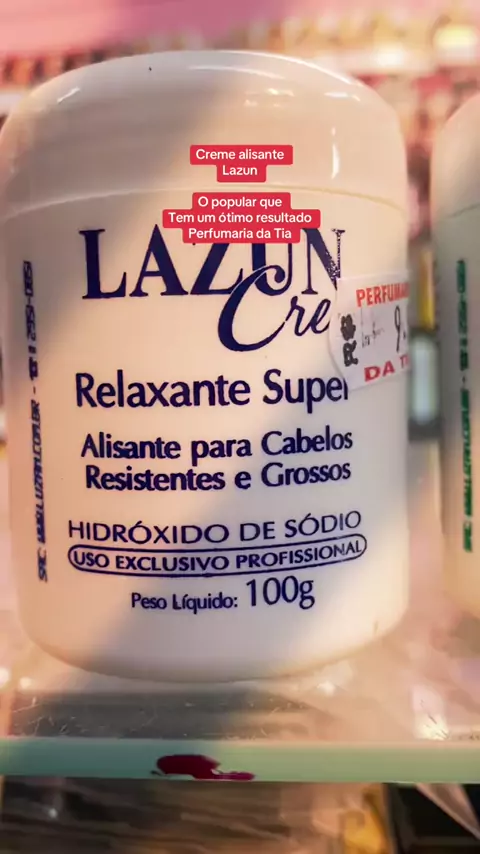 Creme alisante
Lazun
O popular que
Tem um ótimo resultado
Perfumaria da Tia
LAZUN
Cre
PERFUMA
R$
9,
DA T
Relaxante Super
Alisante para Cabelos
Resistentes e Grossos
HIDRÓXIDO DE SÓDIO
USO EXCLUSIVO PROFISSIONAL
Peso Líquido: 100g